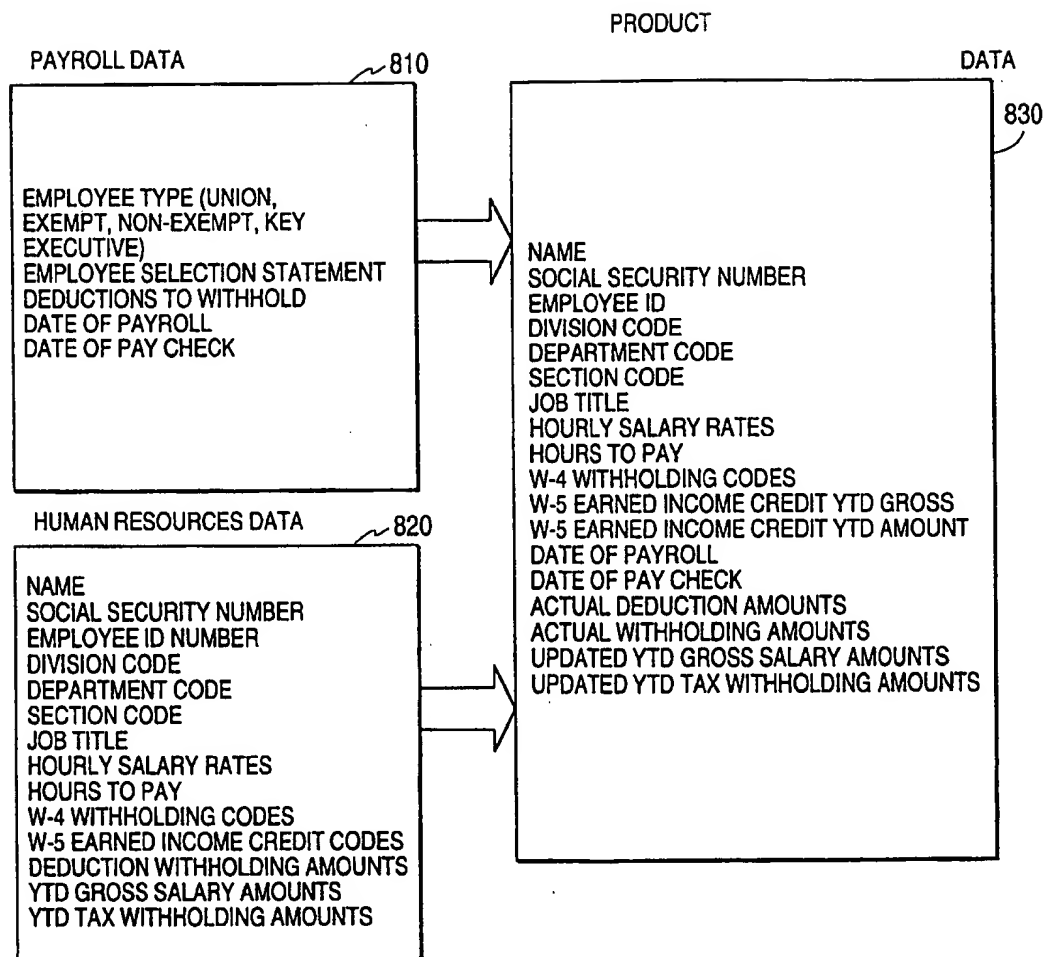 PRODUCT
PAYROLL DATA
810
EMPLOYEE TYPE (UNION,
EXEMPT, NON-EXEMPT, KEY
EXECUTIVE)
EMPLOYEE SELECTION STATEMENT
DEDUCTIONS TO WITHHOLD
DATE OF PAYROLL
DATE OF PAY CHECK
HUMAN RESOURCES DATA
820
NAME
SOCIAL SECURITY NUMBER
EMPLOYEE ID NUMBER
DIVISION CODE
DEPARTMENT CODE
SECTION CODE
JOB TITLE
HOURLY SALARY RATES
HOURS TO PAY
W-4 WITHHOLDING CODES
W-5 EARNED INCOME CREDIT CODES
DEDUCTION WITHHOLDING AMOUNTS
YTD GROSS SALARY AMOUNTS
YTD TAX WITHHOLDING AMOUNTS
DATA
830
NAME
SOCIAL SECURITY NUMBER
EMPLOYEE ID
DIVISION CODE
DEPARTMENT CODE
SECTION CODE
JOB TITLE
HOURLY SALARY RATES
HOURS TO PAY
W-4 WITHHOLDING CODES
W-5 EARNED INCOME CREDIT YTD GROSS
W-5 EARNED INCOME CREDIT YTD AMOUNT
DATE OF PAYROLL
DATE OF PAY CHECK
ACTUAL DEDUCTION AMOUNTS
ACTUAL WITHHOLDING AMOUNTS
UPDATED YTD GROSS SALARY AMOUNTS
UPDATED YTD TAX WITHHOLDING AMOUNTS